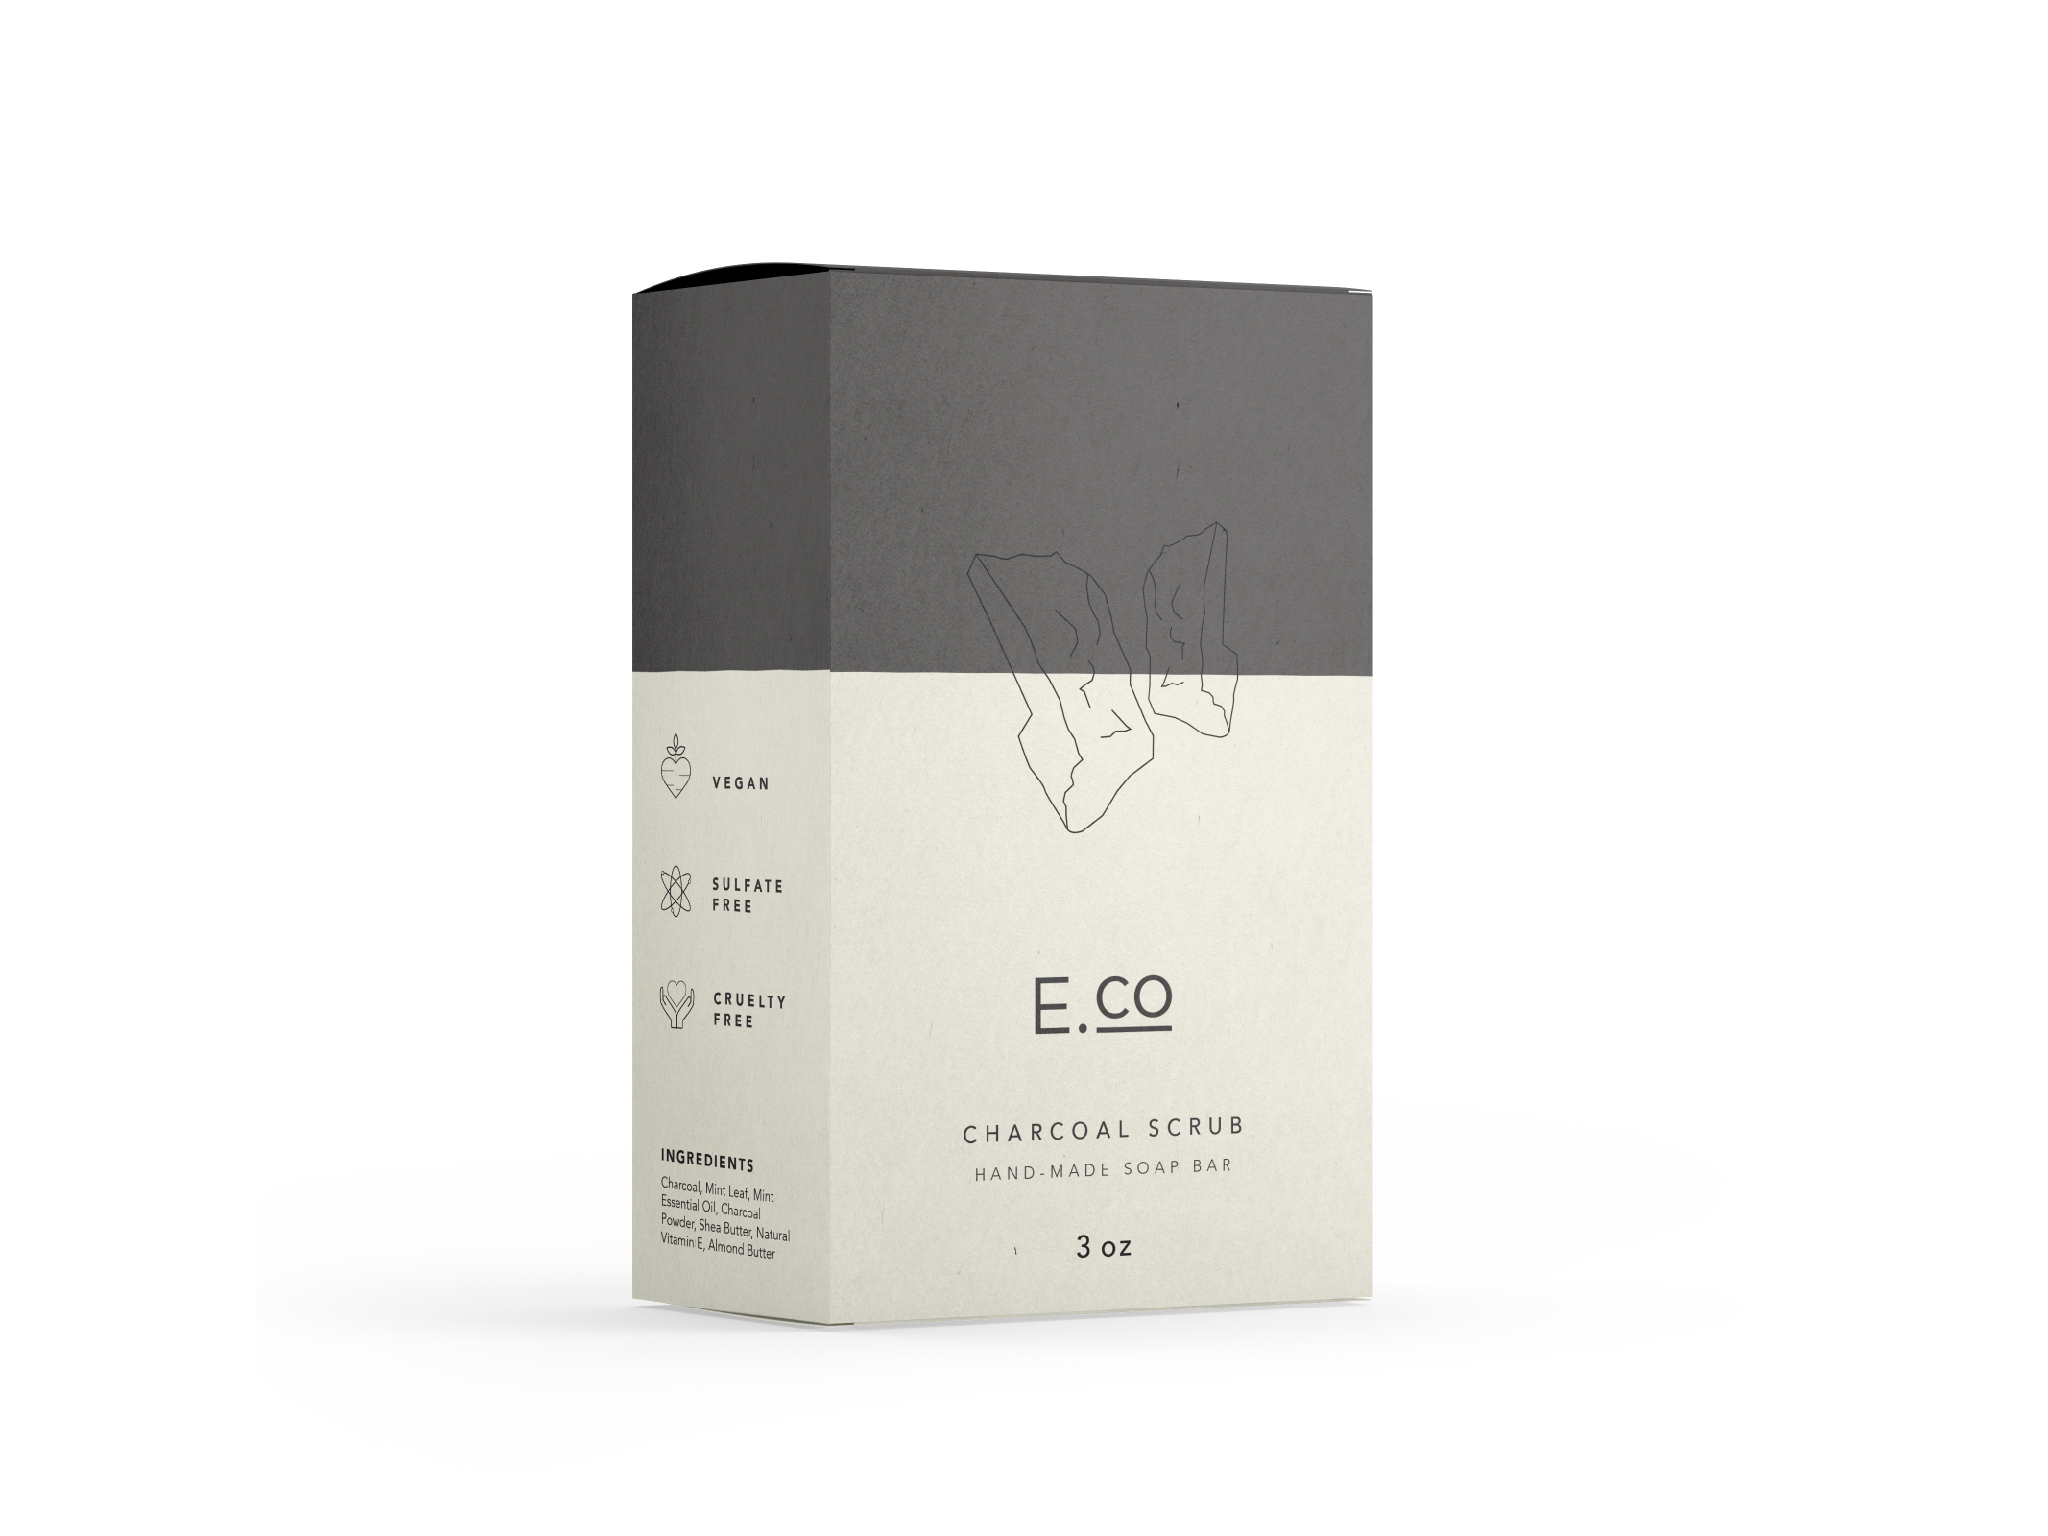 VEGAN
SULFATE
FREE
CRUELTY
FREE
INGREDIENTS
Charcoal, Mint Leaf, Mint
Essential Oil, Charcoal
Powder, Shea Butter, Natural
Vitamin E, Almond Butter
E.CO
CHARCOAL SCRUB
HAND-MADE SOAP BAR
3 oz